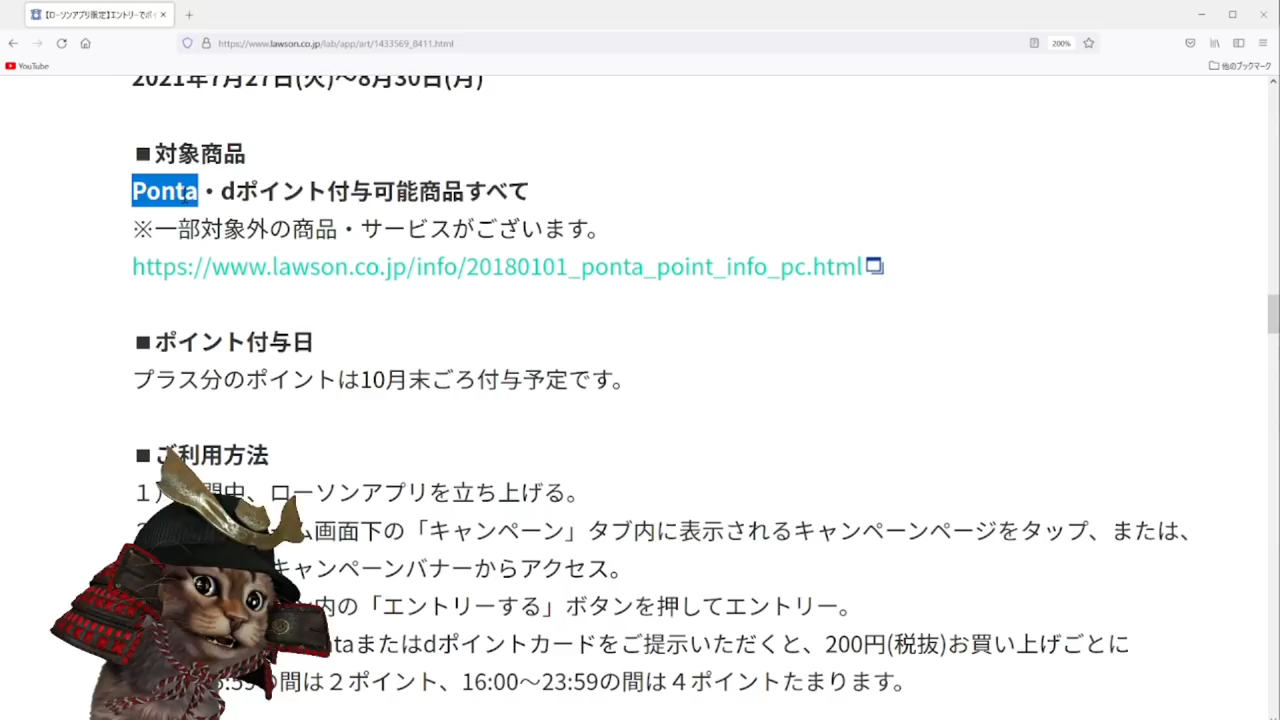 【ローソンアプリ限定】エントリーでポイ
https://www.lawson.co.jp/lab/app/art/1433569_8411.html
200%
YouTube
他のブックマーク
2021年7月27日(火)～8月30日(月)
■対象商品
Ponta・dポイント付与可能商品すべて
※一部対象外の商品・サービスがございます。
https://www.lawson.co.jp/info/20180101_ponta_point_info_pc.html
■ポイント付与日
プラス分のポイントは10月末ごろ付与予定です。
■ご利用方法
１）間中、ローソンアプリを立ち上げる。
画面下の「キャンペーン」タブ内に表示されるキャンペーンページをタップ、または、
キャンペーンバナーからアクセス。
内の「エントリーする」ボタンを押してエントリー。
ntaまたはdポイントカードをご提示いただくと、200円(税抜)お買い上げごとに
の間は２ポイント、16:00～23:59の間は４ポイントたまります。